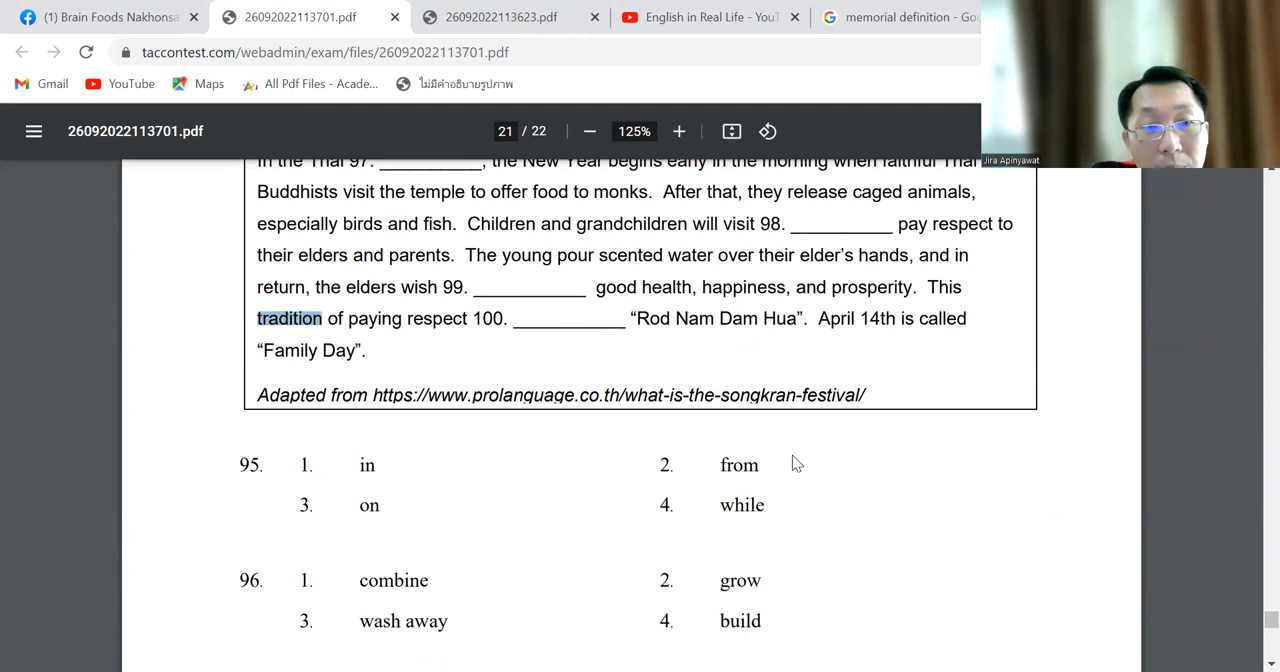 (1) Brain Foods Nakhonsa
26092022113701.pdf
26092022113623.pdf
English in Real Life - YouT
memorial definition - Goo
taccontest.com/webadmin/exam/files/26092022113701.pdf
Gmail YouTube Maps All Pdf Files - Acade... ไม่มีคำอธิบายรูปภาพ
26092022113701.pdf 21 / 22 125%
Jira Apinyawat
In the Thai 97. __________, the New Year begins early in the morning when faithful Thai
Buddhists visit the temple to offer food to monks. After that, they release caged animals,
especially birds and fish. Children and grandchildren will visit 98. __________ pay respect to
their elders and parents. The young pour scented water over their elder's hands, and in
return, the elders wish 99. ___________ good health, happiness, and prosperity. This
tradition of paying respect 100. ___________ “Rod Nam Dam Hua”. April 14th is called
“Family Day”.
Adapted from https://www.prolanguage.co.th/what-is-the-songkran-festival/
95. 1. in 2. from
3. on 4. while
96. 1. combine 2. grow
3. wash away 4. build